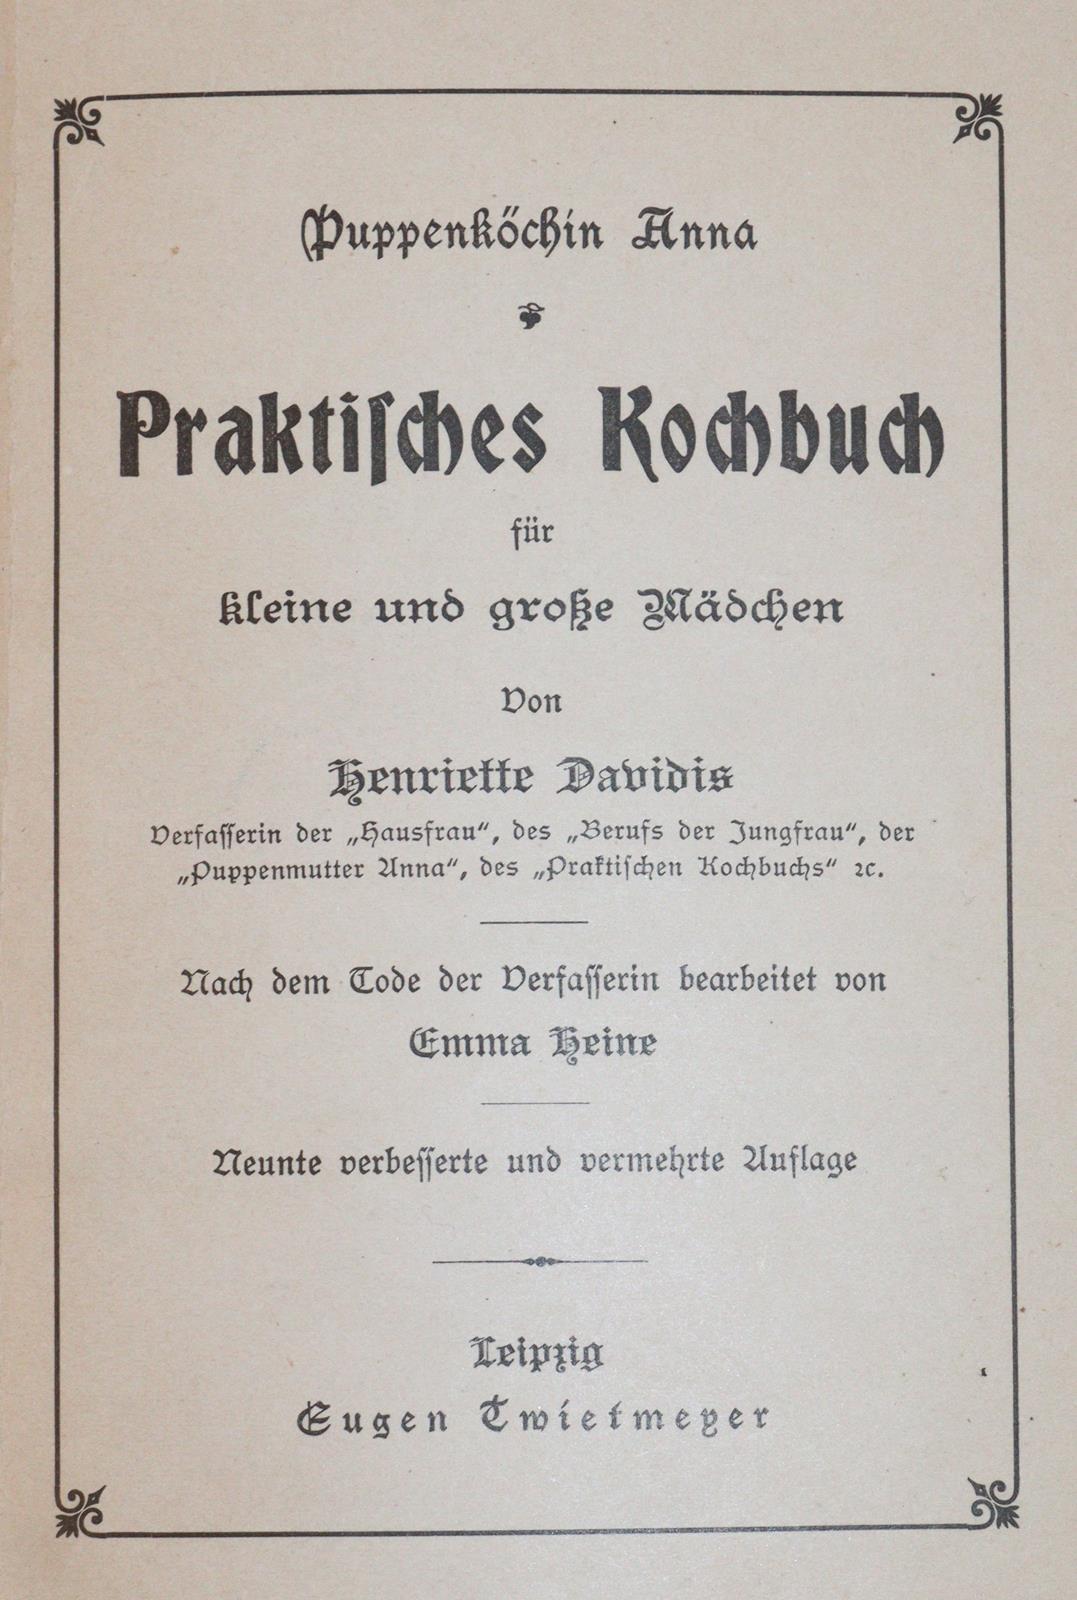 Puppenköchin Anna
Praktiſches Kochbuch
für
kleine und große Mädchen
Von
Henriette Davidis
Verfaſſerin der „Hausfrau“, des „Berufs der Jungfrau“, der
„Puppenmutter Anna“, des „Praktiſchen Kochbuchs“ ꝛc.
Nach dem Tode der Verfaſſerin bearbeitet von
Emma Heine
Neunte verbeſſerte und vermehrte Auflage
Leipzig
Eugen Twietmeyer